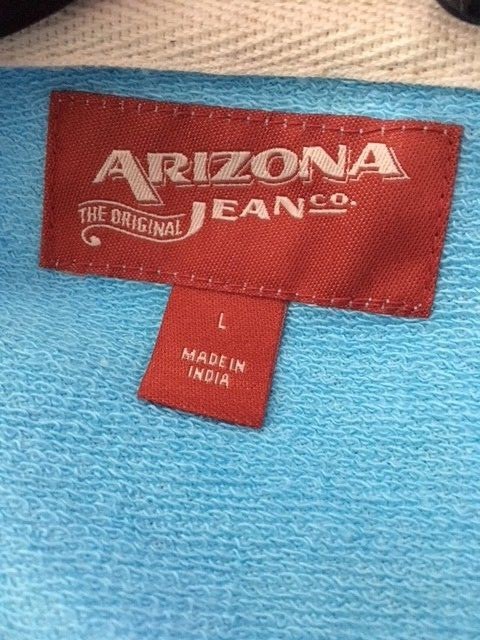 ARIZONA
THE ORIGINAL JEAN CO.
L
MADE IN
INDIA